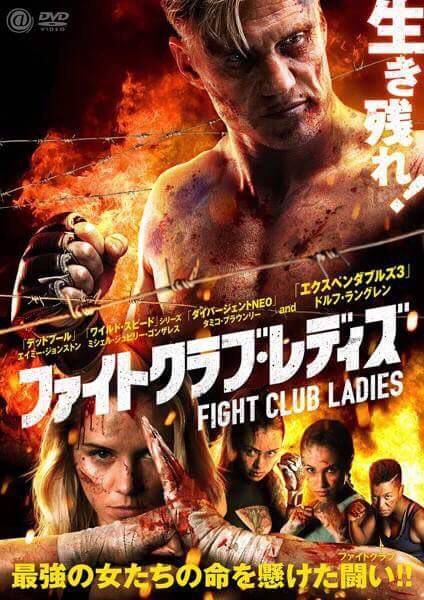 @ DVD
VIDEO
生き残れ!
「デッドプール」
エイミー・ジョンストン
「ワイルド・スピード」シリーズ
ミシェル・ジュビリー・ゴンザレス
「ダイバージェントNEO」
タミコ・ブラウンリー
and
「エクスペンダブルズ3」
ドルフ・ラングレン
ファイトクラブ・レディズ
FIGHT CLUB LADIES
ファイトクラブ
最強の女たちの命を懸けた闘い!!